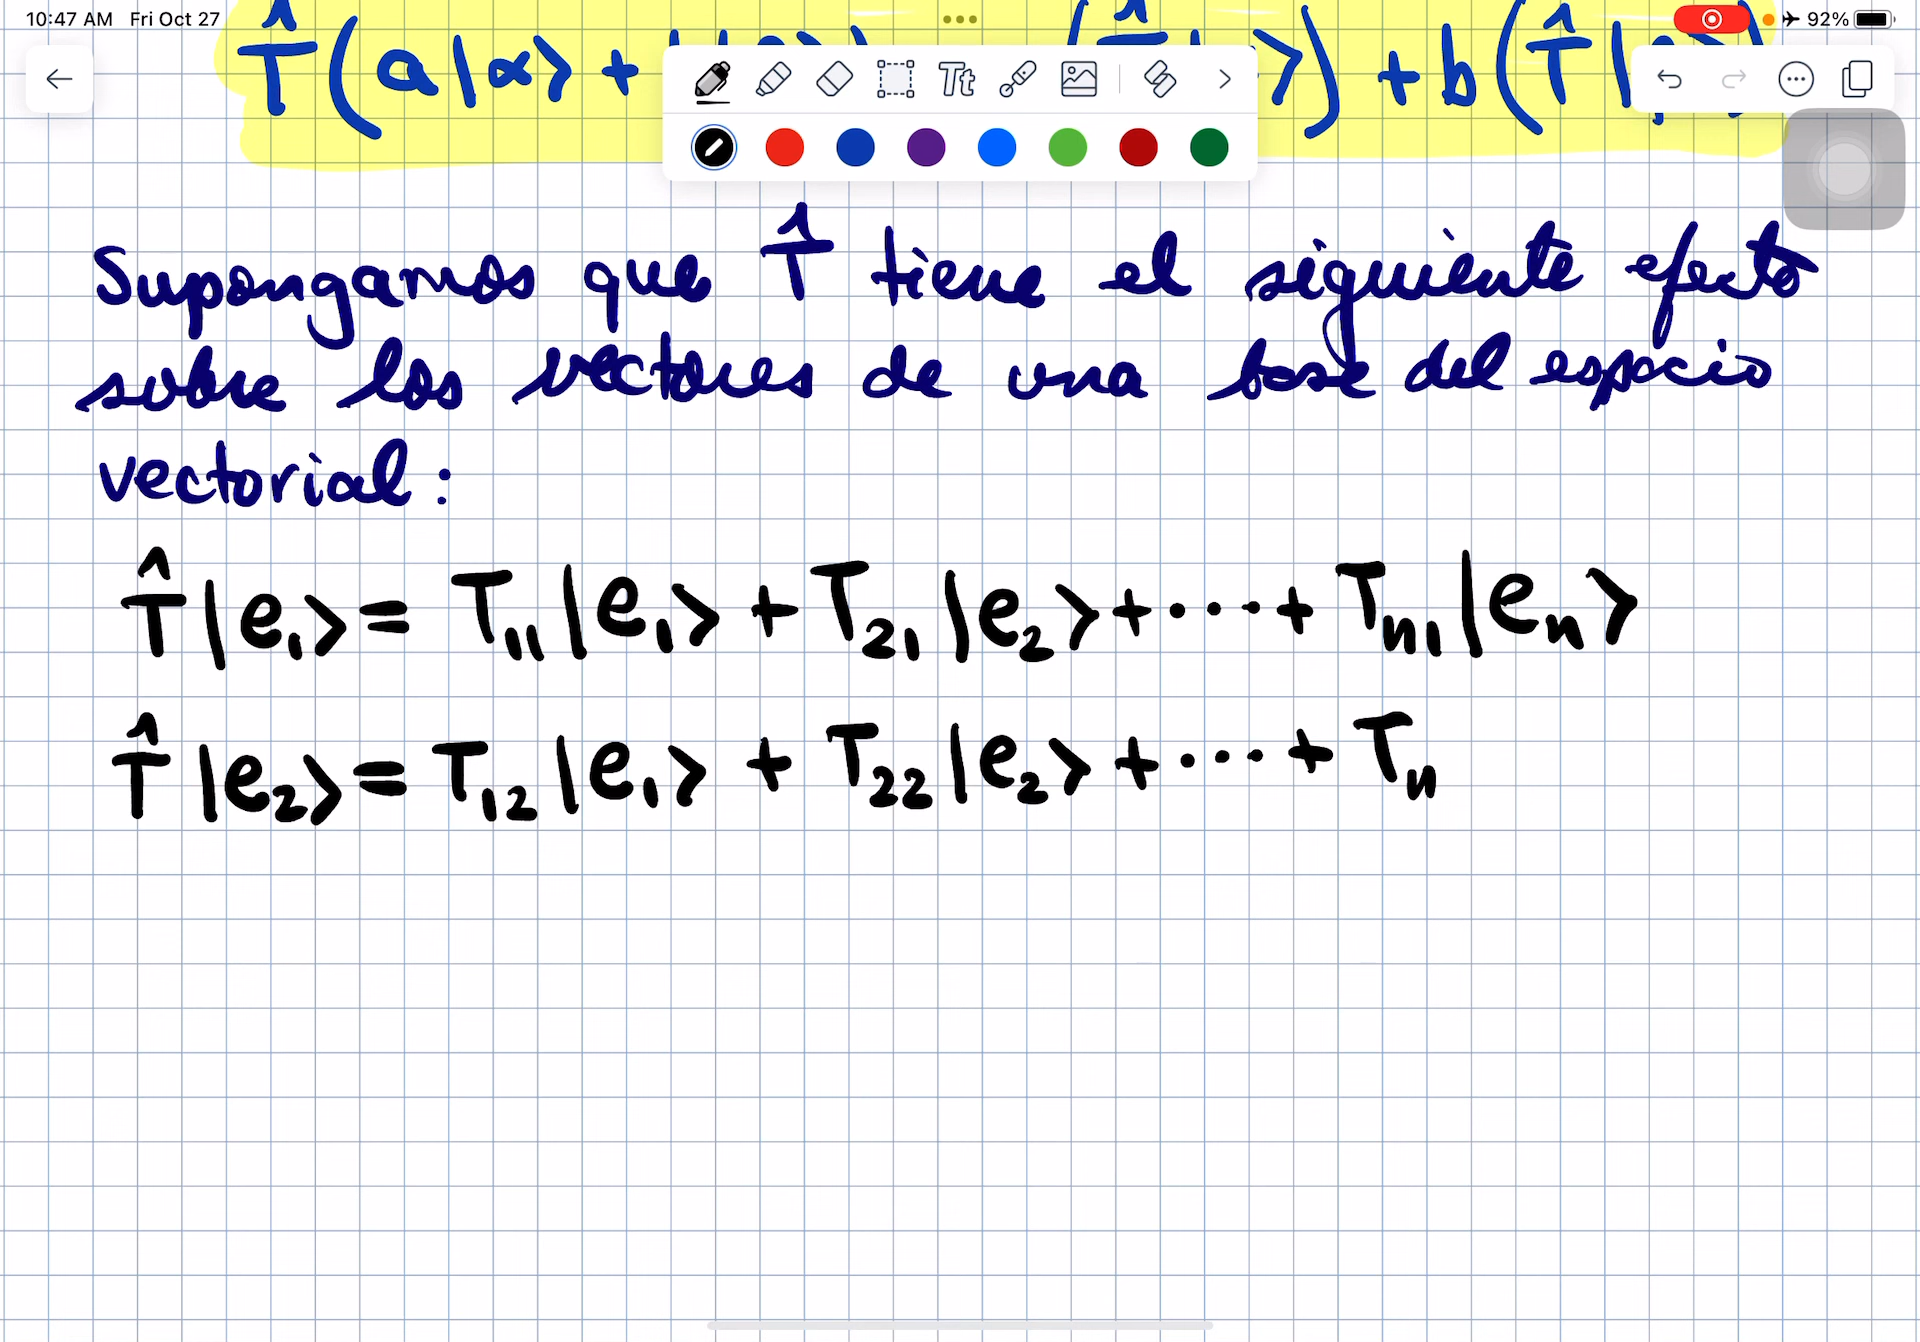 10:47 AM Fri Oct 27
92%
T̂(a|α> + >) + b(T̂|
Tt
Supongamos que T̂ tiene el siguiente efecto
sobre los vectores de una base del espacio
vectorial:
T̂|e₁> = T₁₁|e₁> + T₂₁|e₂> + ··· + Tₙ₁|eₙ>
T̂|e₂> = T₁₂|e₁> + T₂₂|e₂> + ··· + Tₙ